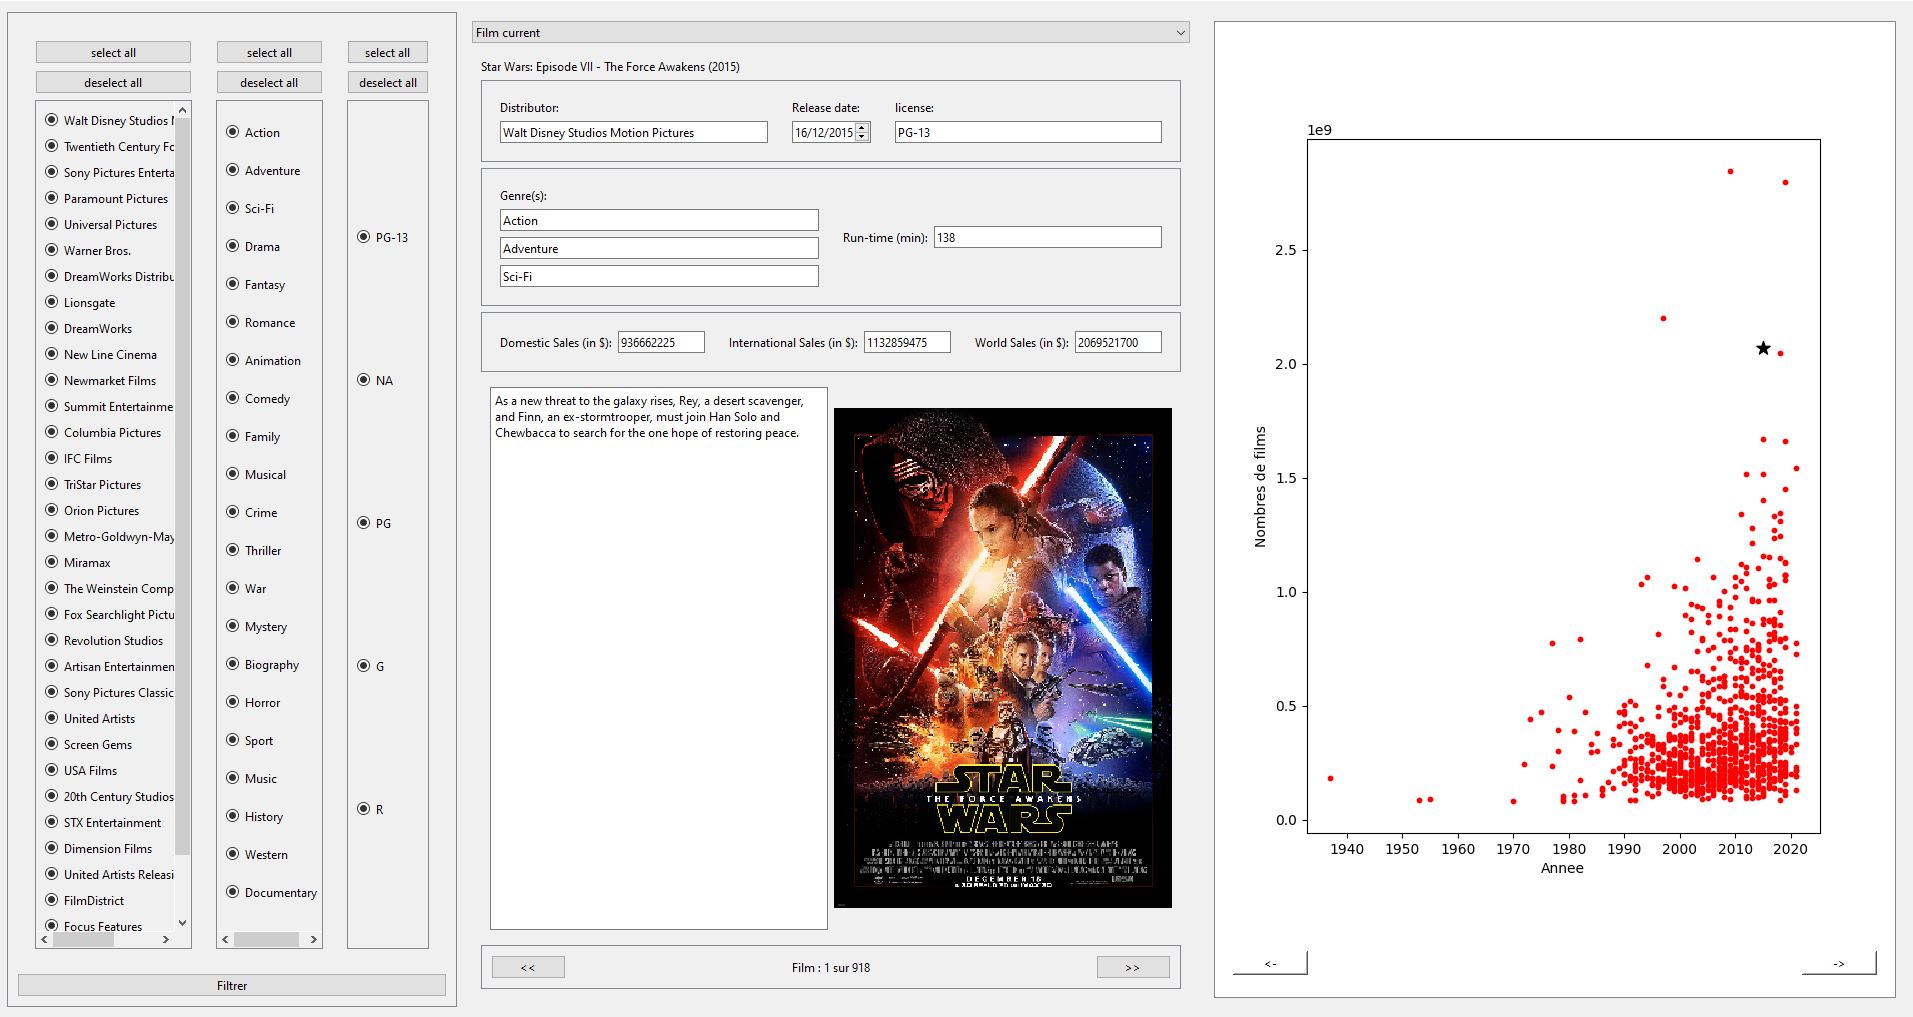 select all
deselect all
Walt Disney Studios
Twentieth Century Fo
Sony Pictures Enterta
Paramount Pictures
Universal Pictures
Warner Bros.
DreamWorks Distribu
Lionsgate
DreamWorks
New Line Cinema
Newmarket Films
Summit Entertainme
Columbia Pictures
IFC Films
TriStar Pictures
Orion Pictures
Metro-Goldwyn-May
Miramax
The Weinstein Comp
Fox Searchlight Pictu
Revolution Studios
Artisan Entertainmen
Sony Pictures Classic
United Artists
Screen Gems
USA Films
20th Century Studios
STX Entertainment
Dimension Films
United Artists Releasi
FilmDistrict
Focus Features
select all
deselect all
Action
Adventure
Sci-Fi
Drama
Fantasy
Romance
Animation
Comedy
Family
Musical
Crime
Thriller
War
Mystery
Biography
Horror
Sport
Music
History
Western
Documentary
select all
deselect all
PG-13
NA
PG
G
R
Filtrer
Film current
Star Wars: Episode VII - The Force Awakens (2015)
Distributor: Release date: license:
Walt Disney Studios Motion Pictures 16/12/2015 PG-13
Genre(s):
Action
Adventure
Sci-Fi
Run-time (min): 138
Domestic Sales (in $): 936662225 International Sales (in $): 1132859475 World Sales (in $): 2069521700
As a new threat to the galaxy rises, Rey, a desert scavenger,
and Finn, an ex-stormtrooper, must join Han Solo and
Chewbacca to search for the one hope of restoring peace.
STAR
THE FORCE AWAKENS
WARS
DECEMBER 18
<< Film : 1 sur 918 >>
1e9
2.5
2.0
1.5
1.0
0.5
0.0
Nombres de films
1940 1950 1960 1970 1980 1990 2000 2010 2020
Annee
<- ->